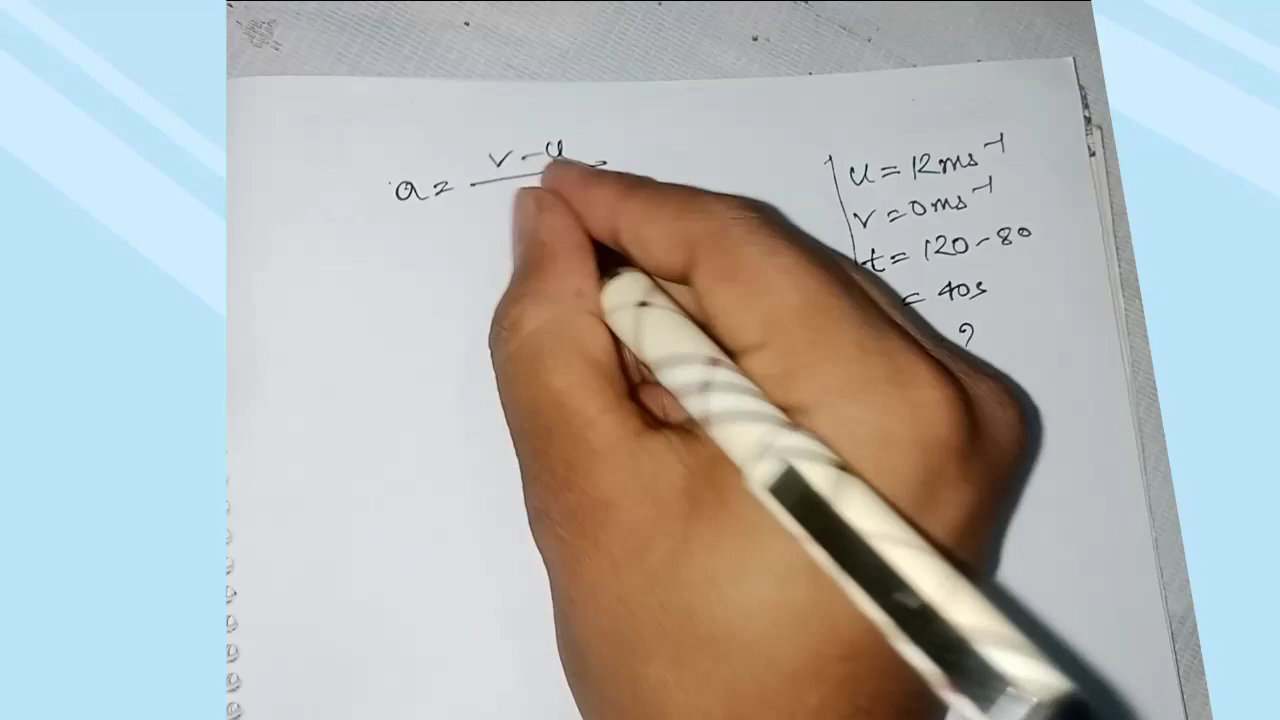 a = v - u
u = 12ms⁻¹
v = 0ms⁻¹
t = 120 - 80
= 40s
?